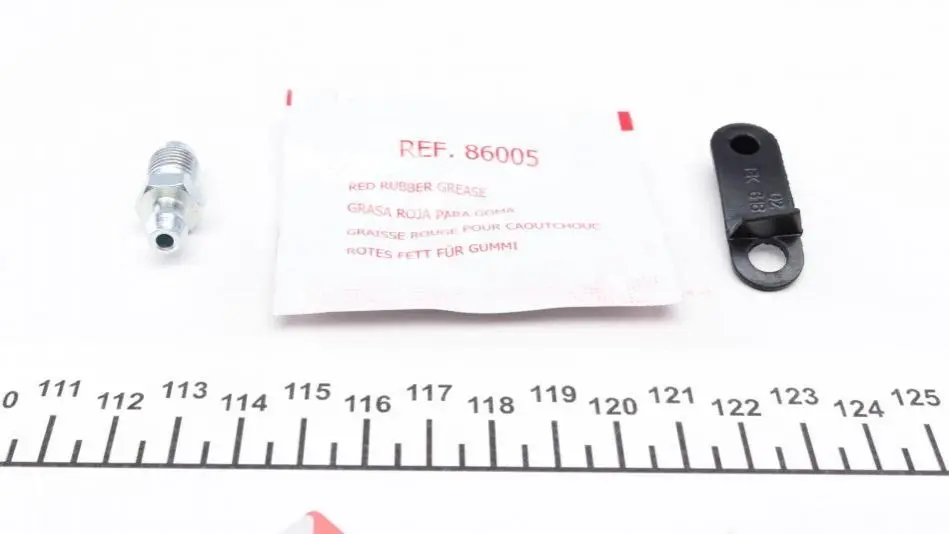 REF. 86005
RED RUBBER GREASE
GRASA ROJA PARA GOMA
GRAISSE ROUGE POUR CAOUTCHOUC
ROTES FETT FÜR GUMMI
02
0 111 112 113 114 115 116 117 118 119 120 121 122 123 124 125